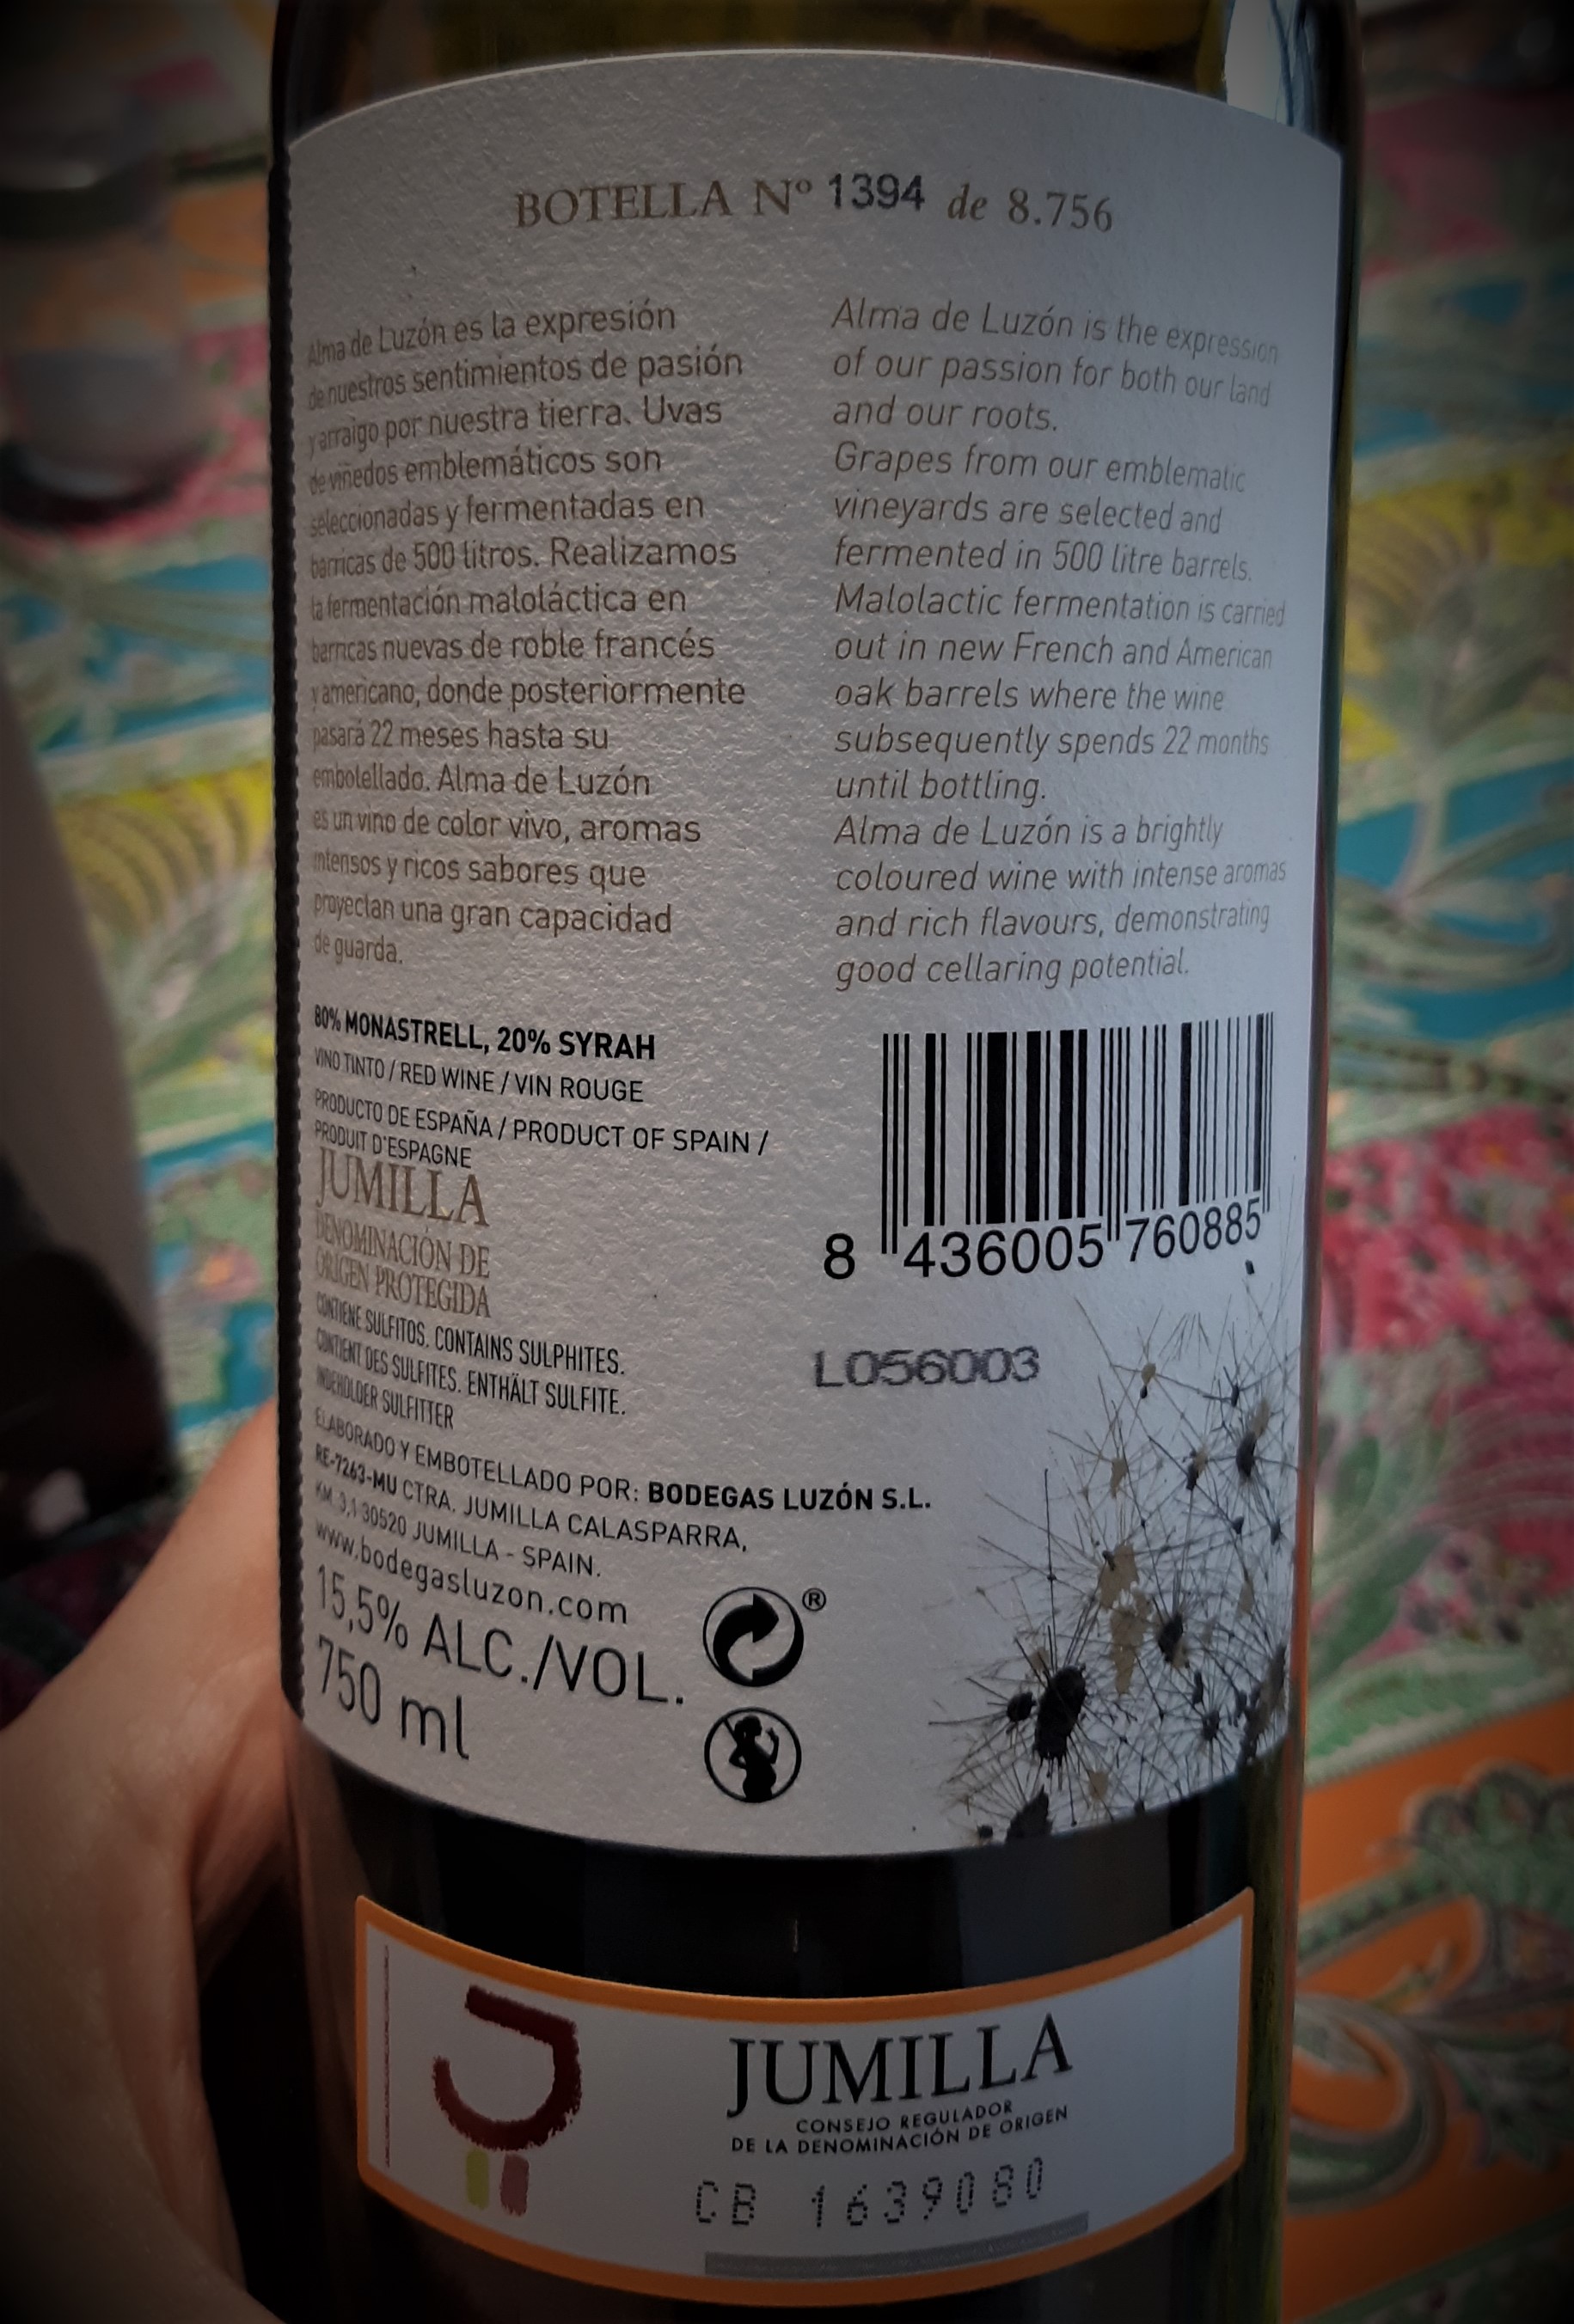 BOTELLA Nº 1394 de 8.756
Alma de Luzón es la expresión
de nuestros sentimientos de pasión
y arraigo por nuestra tierra. Uvas
de viñedos emblemáticos son
seleccionadas y fermentadas en
barricas de 500 litros. Realizamos
la fermentación maloláctica en
barricas nuevas de roble francés
y americano, donde posteriormente
pasará 22 meses hasta su
embotellado. Alma de Luzón
es un vino de color vivo, aromas
intensos y ricos sabores que
proyectan una gran capacidad
de guarda.
Alma de Luzón is the expression
of our passion for both our land
and our roots.
Grapes from our emblematic
vineyards are selected and
fermented in 500 litre barrels.
Malolactic fermentation is carried
out in new French and American
oak barrels where the wine
subsequently spends 22 months
until bottling.
Alma de Luzón is a brightly
coloured wine with intense aromas
and rich flavours, demonstrating
good cellaring potential.
80% MONASTRELL, 20% SYRAH
VINO TINTO / RED WINE / VIN ROUGE
PRODUCTO DE ESPAÑA / PRODUCT OF SPAIN /
PRODUIT D'ESPAGNE
JUMILLA
DENOMINACIÓN DE
ORIGEN PROTEGIDA
CONTIENE SULFITOS. CONTAINS SULPHITES.
CONTIENT DES SULFITES. ENTHÄLT SULFITE.
INDEHOLDER SULFITTER
ELABORADO Y EMBOTELLADO POR: BODEGAS LUZÓN S.L.
RE-7263-MU CTRA. JUMILLA CALASPARRA,
KM. 3,1 30520 JUMILLA - SPAIN.
www.bodegasluzon.com
15,5% ALC./VOL.
750 ml
®
8 436005 760885
L056003
JUMILLA
CONSEJO REGULADOR
DE LA DENOMINACIÓN DE ORIGEN
CB 1639080